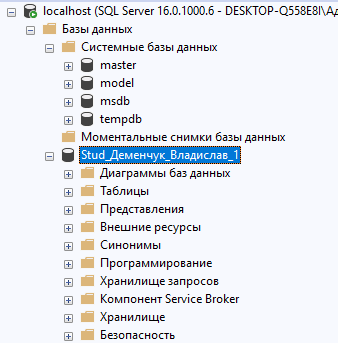 localhost (SQL Server 16.0.1000.6 - DESKTOP-Q558E8I\Ад
Базы данных
Системные базы данных
master
model
msdb
tempdb
Моментальные снимки базы данных
Stud_Деменчук_Владислав_1
Диаграммы баз данных
Таблицы
Представления
Внешние ресурсы
Синонимы
Программирование
Хранилище запросов
Компонент Service Broker
Хранилище
Безопасность